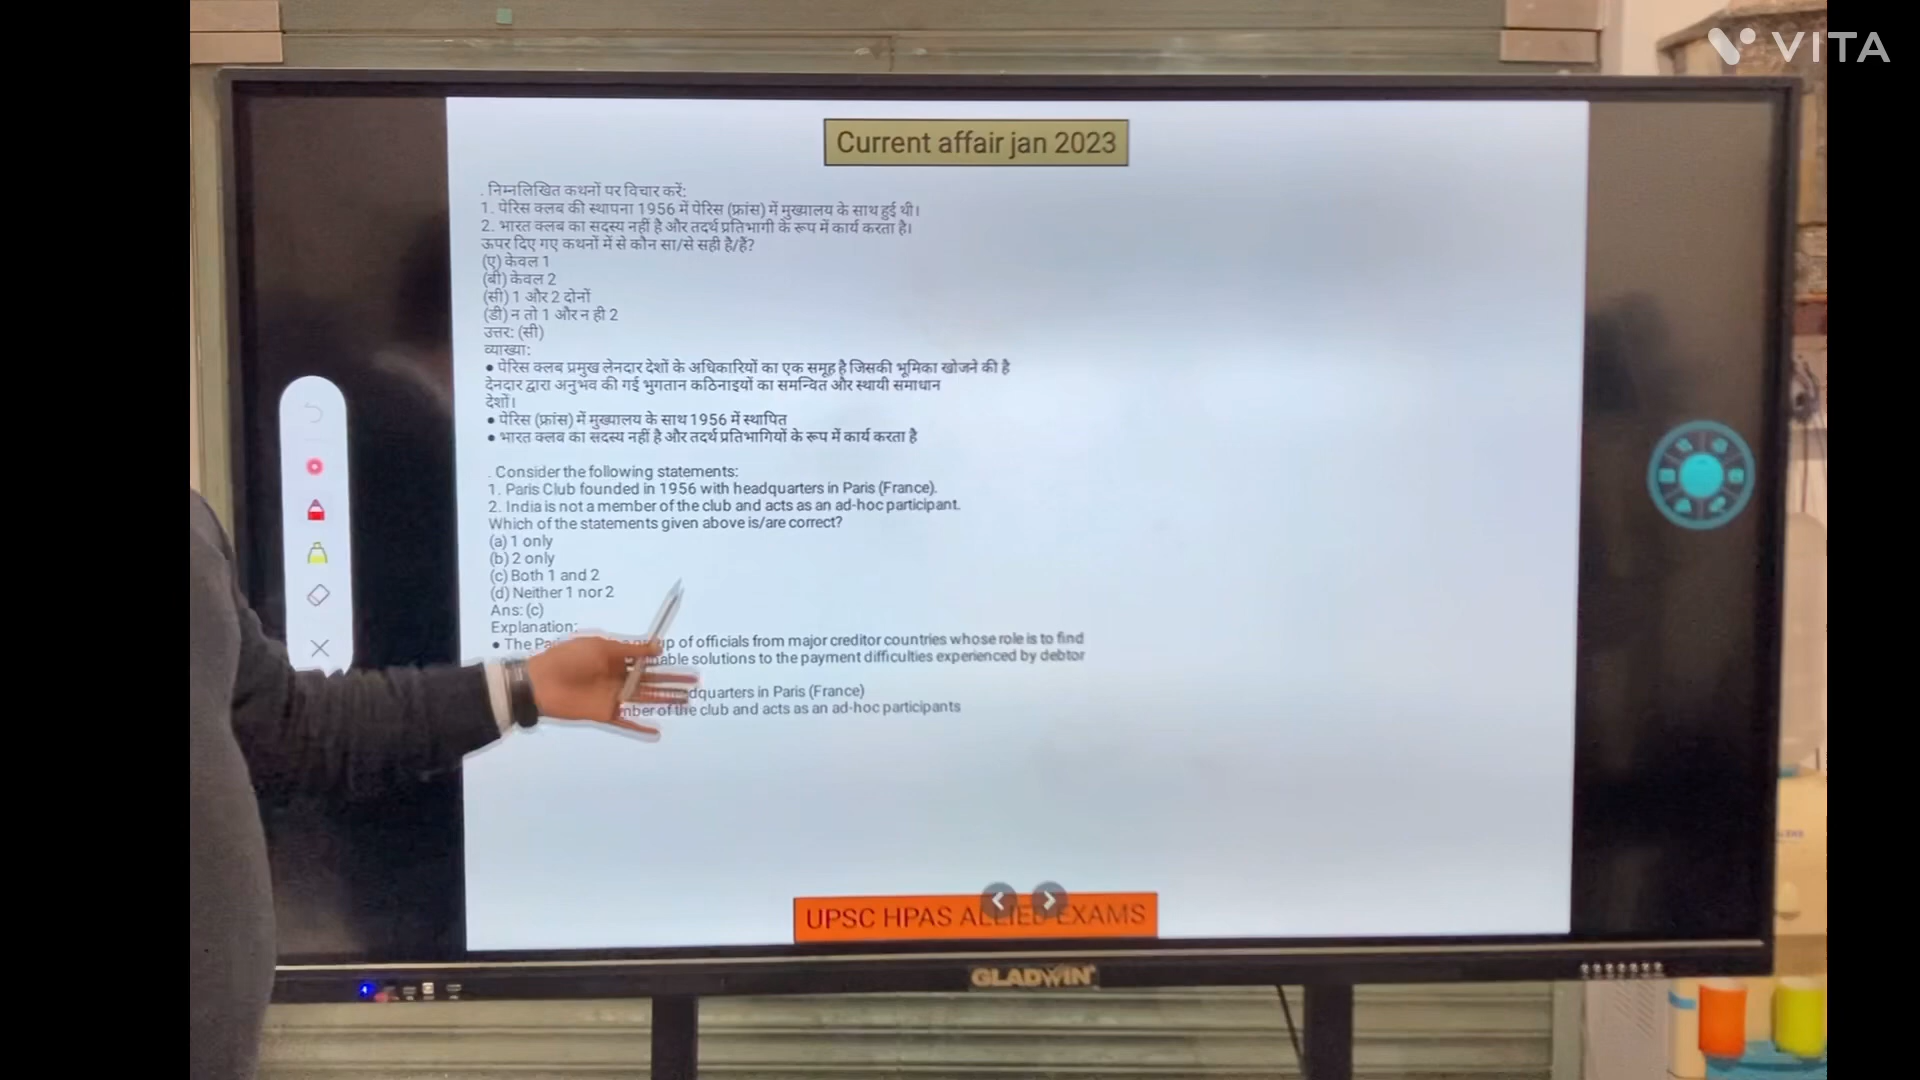 VITA
Current affair jan 2023
. निम्नलिखित कथनों पर विचार करें:
1. पेरिस क्लब की स्थापना 1956 में पेरिस (फ्रांस) में मुख्यालय के साथ हुई थी।
2. भारत क्लब का सदस्य नहीं है और तदर्थ प्रतिभागी के रूप में कार्य करता है।
ऊपर दिए गए कथनों में से कौन सा/से सही है/हैं?
(ए) केवल 1
(बी) केवल 2
(सी) 1 और 2 दोनों
(डी) न तो 1 और न ही 2
उत्तर: (सी)
व्याख्या:
● पेरिस क्लब प्रमुख लेनदार देशों के अधिकारियों का एक समूह है जिसकी भूमिका खोजने की है
देनदार द्वारा अनुभव की गई भुगतान कठिनाइयों का समन्वित और स्थायी समाधान
देशों।
● पेरिस (फ्रांस) में मुख्यालय के साथ 1956 में स्थापित
● भारत क्लब का सदस्य नहीं है और तदर्थ प्रतिभागियों के रूप में कार्य करता है
. Consider the following statements:
1. Paris Club founded in 1956 with headquarters in Paris (France).
2. India is not a member of the club and acts as an ad-hoc participant.
Which of the statements given above is/are correct?
(a) 1 only
(b) 2 only
(c) Both 1 and 2
(d) Neither 1 nor 2
Ans: (c)
Explanation:
● The of officials from major creditor countries whose role is to find
solutions to the payment difficulties experienced by debtor
headquarters in Paris (France)
of the club and acts as an ad-hoc participants
UPSC HPAS ALLIED EXAMS
GLADWIN